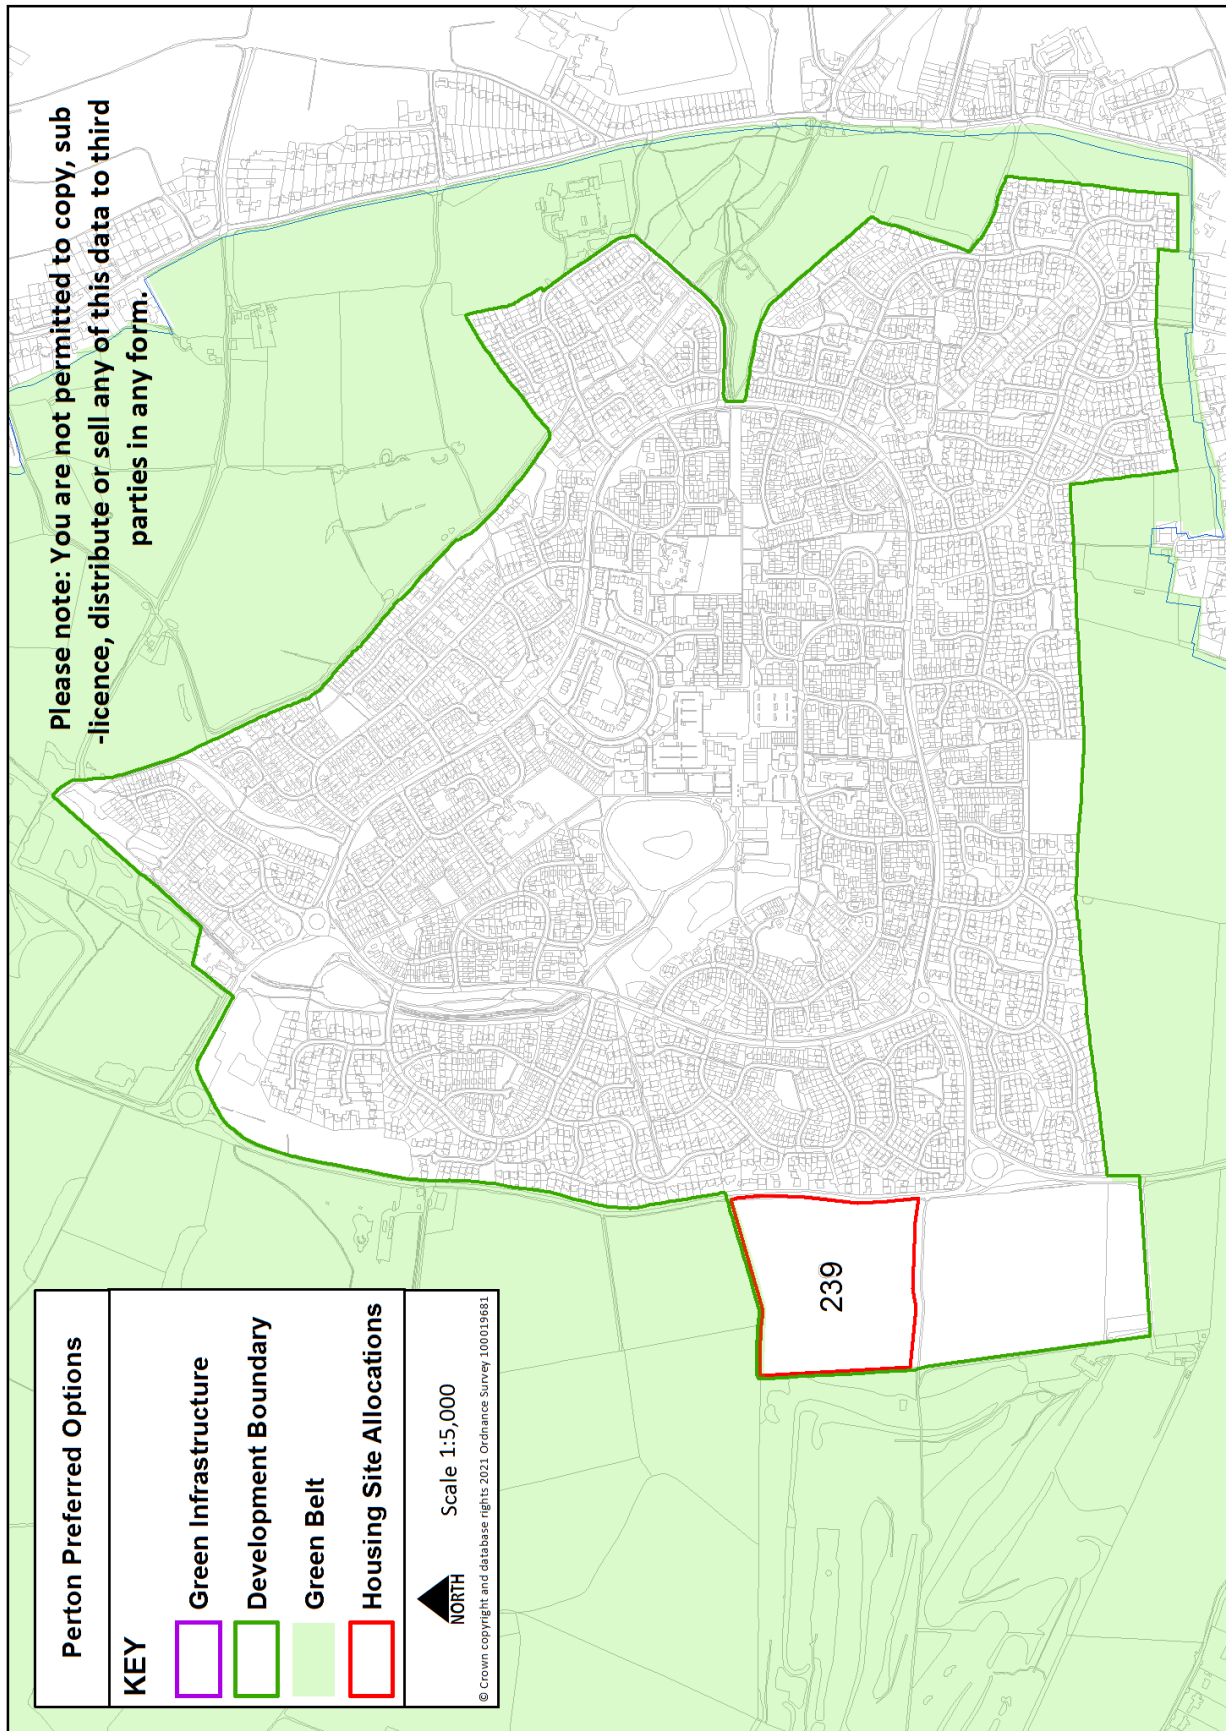 Please note: You are not permitted to copy, sub
-licence, distribute or sell any of this data to third
parties in any form.
Perton Preferred Options
KEY
Green Infrastructure
Development Boundary
Green Belt
Housing Site Allocations
NORTH
Scale 1:5,000
© Crown copyright and database rights 2021 Ordnance Survey 100019681
239